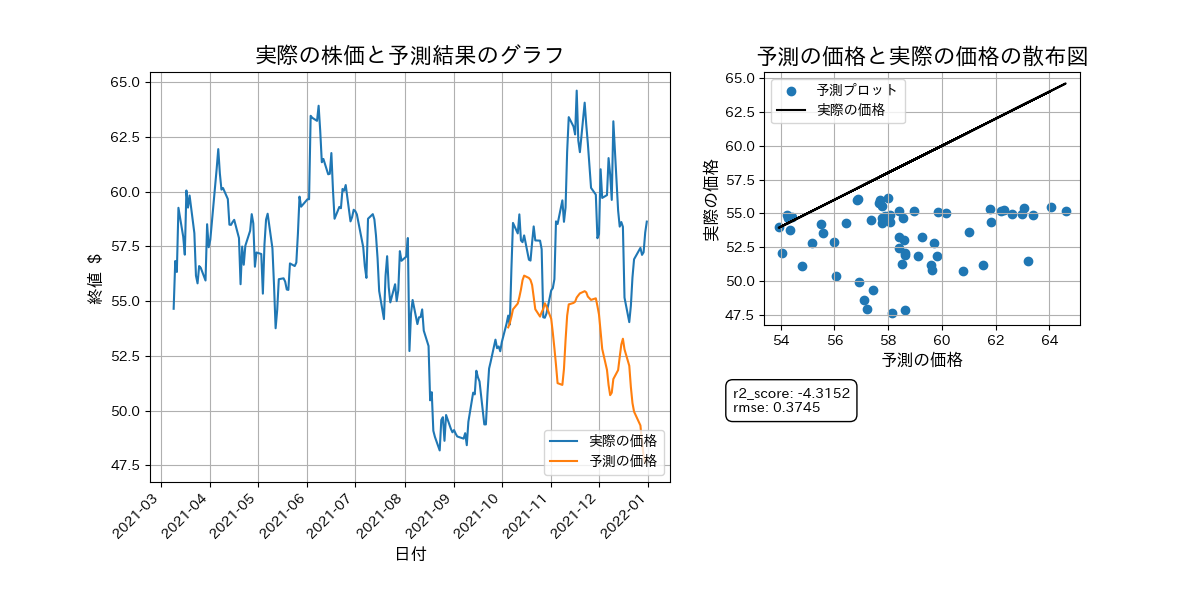 実際の株価と予測結果のグラフ
65.0
62.5
60.0
57.5
55.0
52.5
50.0
47.5
終値 $
2021-03
2021-04
2021-05
2021-06
2021-07
2021-08
2021-09
2021-10
2021-11
2021-12
2022-01
日付
実際の価格
予測の価格
予測の価格と実際の価格の散布図
65.0
62.5
60.0
57.5
55.0
52.5
50.0
47.5
実際の価格
予測プロット
実際の価格
54
56
58
60
62
64
予測の価格
r2_score: -4.3152
rmse: 0.3745